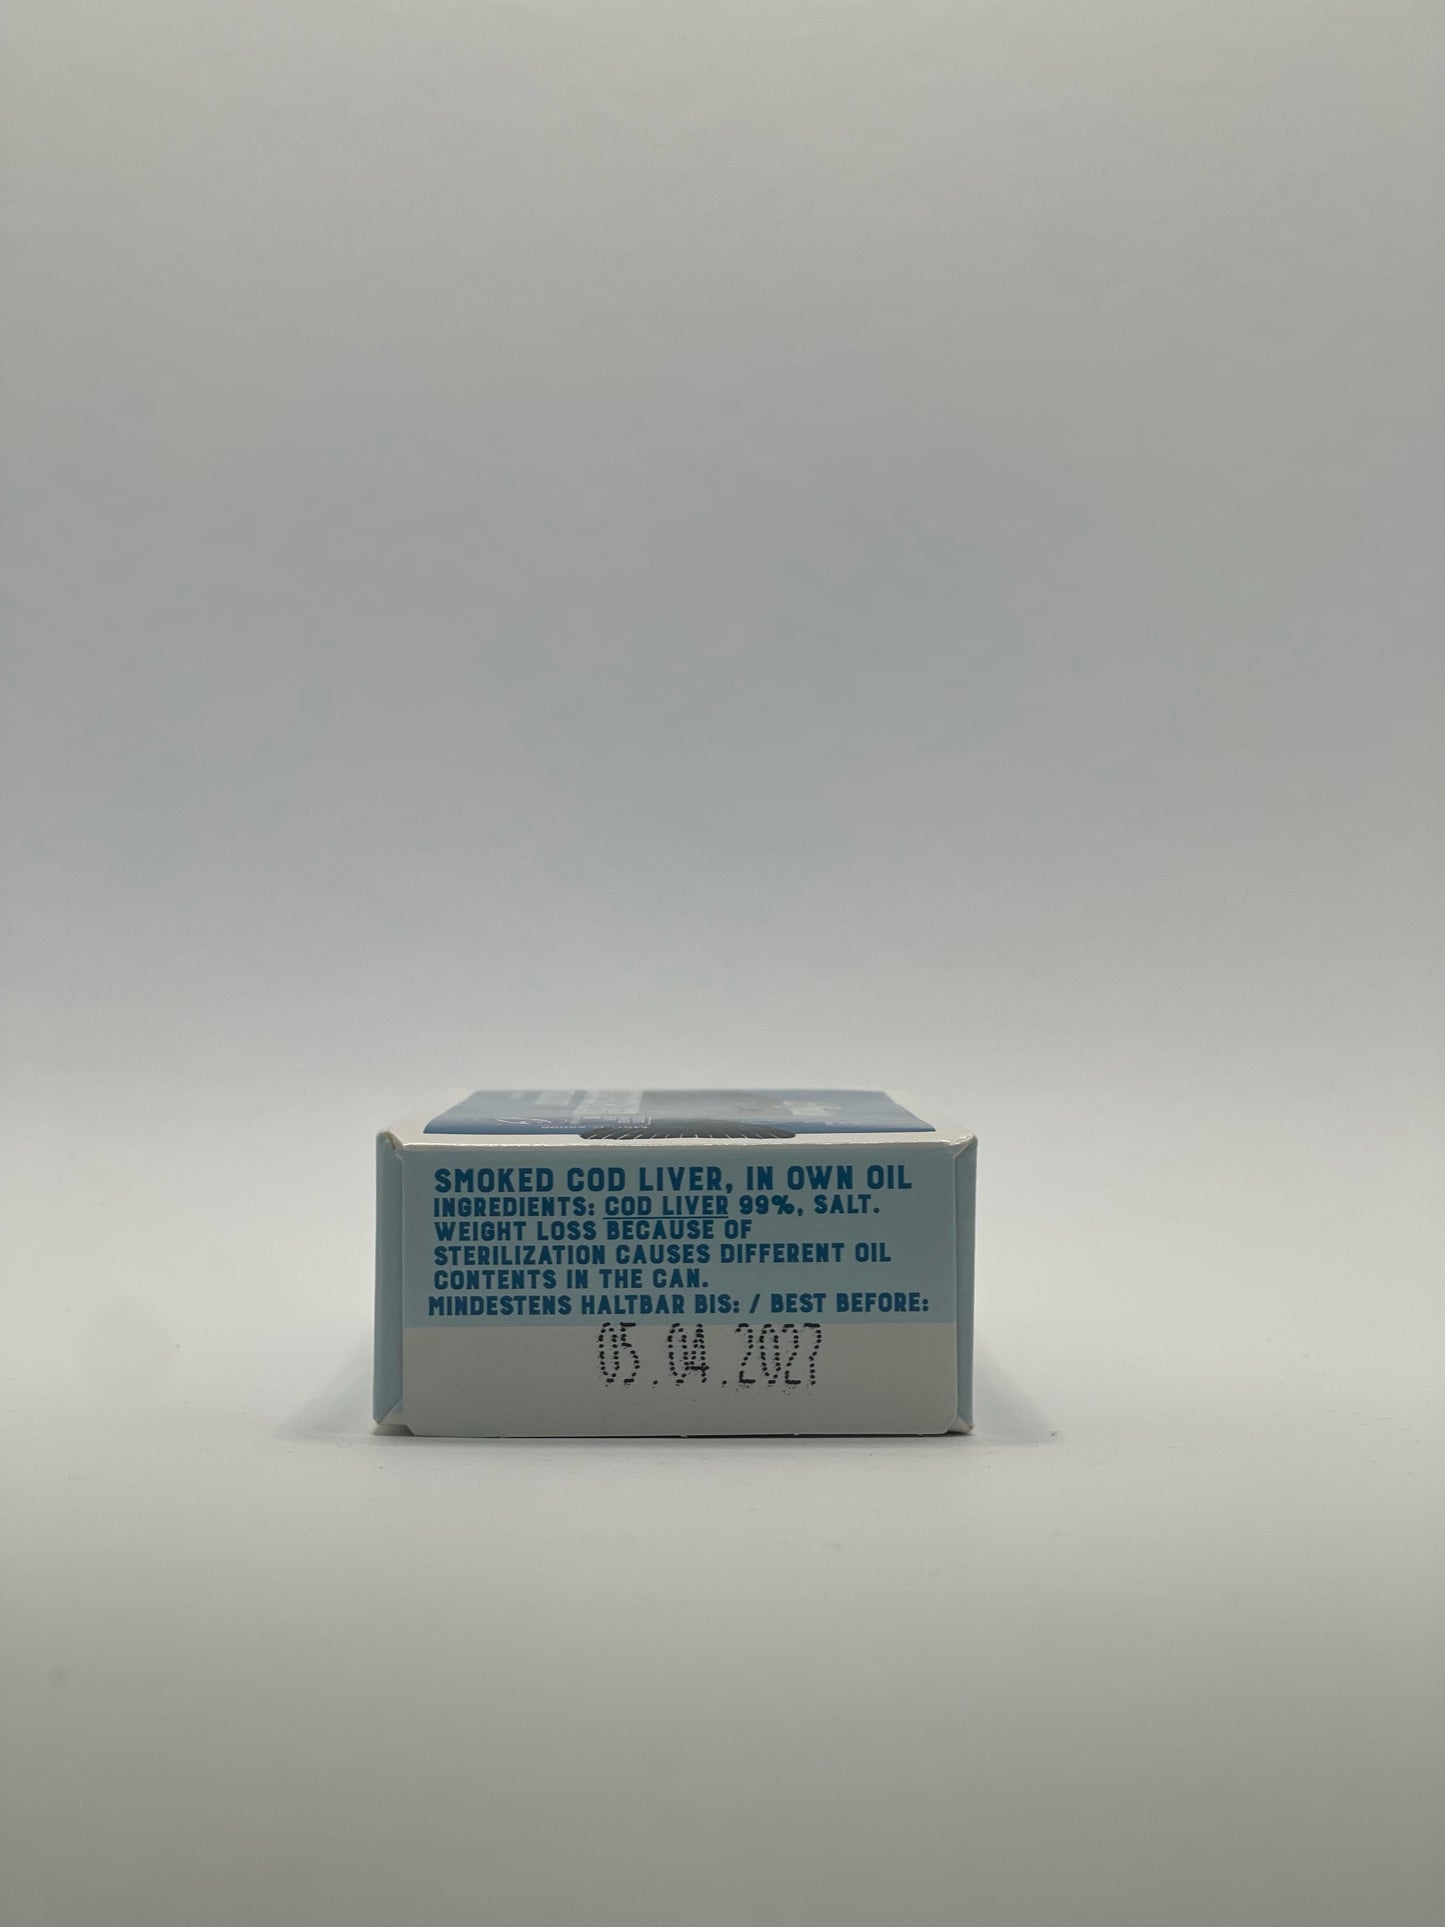 SMOKED COD LIVER, IN OWN OIL
INGREDIENTS: COD LIVER 99%, SALT.
WEIGHT LOSS BECAUSE OF
STERILIZATION CAUSES DIFFERENT OIL
CONTENTS IN THE CAN.
MINDESTENS HALTBAR BIS: / BEST BEFORE:
05.04.2027